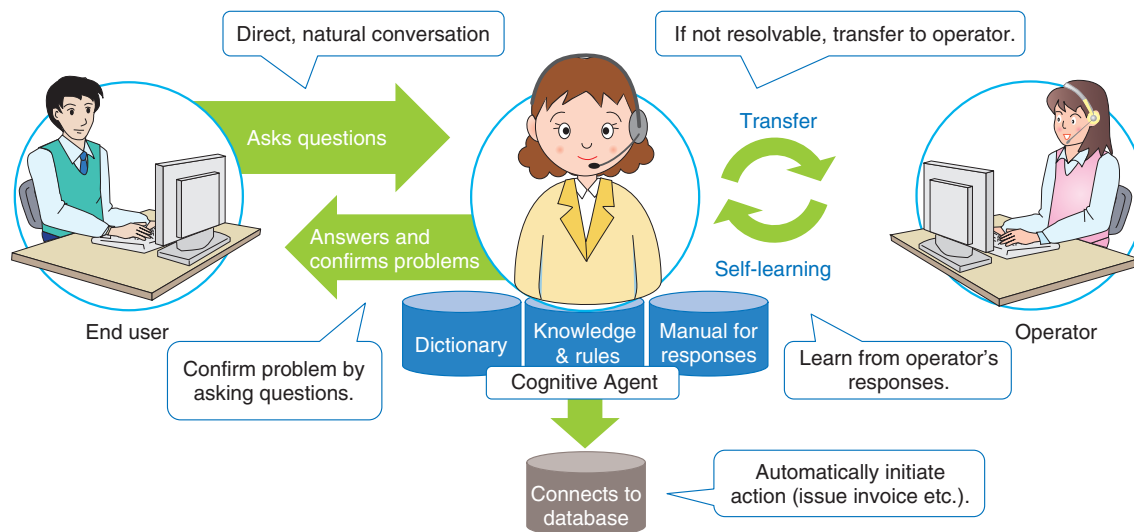 Direct, natural conversation
If not resolvable, transfer to operator.
Asks questions
Transfer
Answers and
confirms problems
Self-learning
End user
Operator
Dictionary
Knowledge
& rules
Manual for
responses
Cognitive Agent
Confirm problem by
asking questions.
Learn from operator’s
responses.
Connects to
database
Automatically initiate
action (issue invoice etc.).